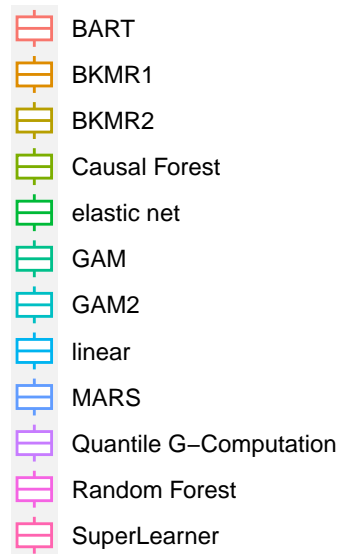 BART
BKMR1
BKMR2
Causal Forest
elastic net
GAM
GAM2
linear
MARS
Quantile G−Computation
Random Forest
SuperLearner